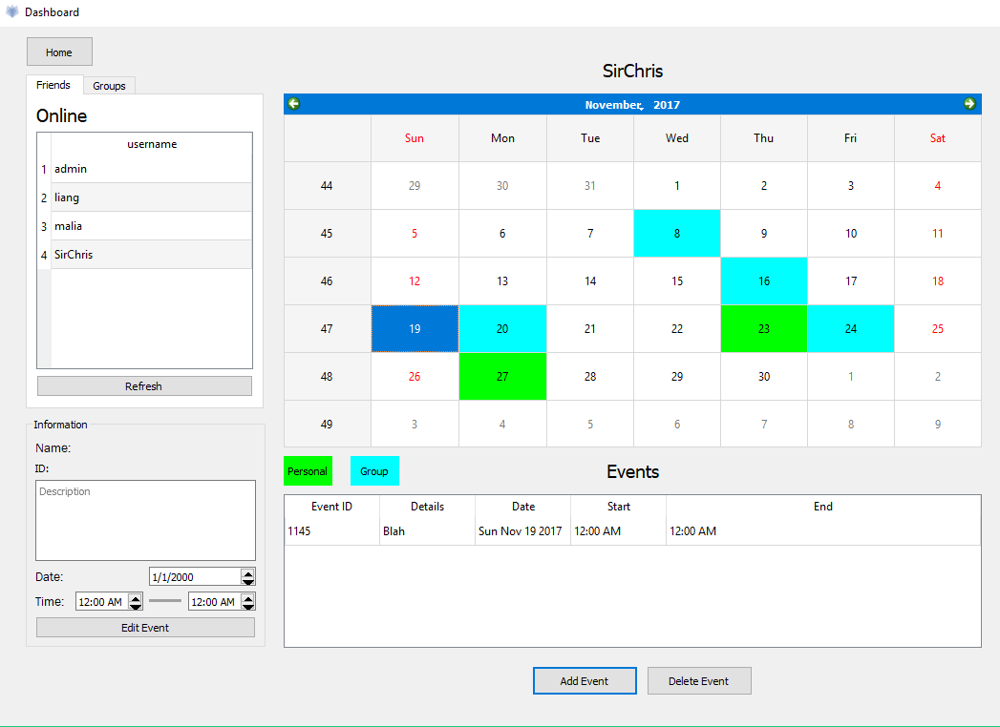 Dashboard
Home
Friends Groups
Online
username
1 admin
2 liang
3 malia
4 SirChris
Refresh
Information
Name:
ID:
Description
Date: 1/1/2000
Time: 12:00 AM 12:00 AM
Edit Event
SirChris
November, 2017
Sun Mon Tue Wed Thu Fri Sat
44 29 30 31 1 2 3 4
45 5 6 7 8 9 10 11
46 12 13 14 15 16 17 18
47 19 20 21 22 23 24 25
48 26 27 28 29 30 1 2
49 3 4 5 6 7 8 9
Personal Group Events
Event ID Details Date Start End
1145 Blah Sun Nov 19 2017 12:00 AM 12:00 AM
Add Event Delete Event